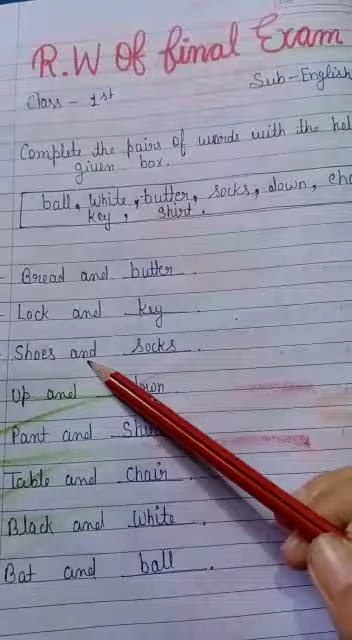 R.W Of final Exam
Class - 1st
Sub-English
Complete the pairs of words with the
given box.
ball, White, butter, socks, down,
key, shirt.
Bread and butter.
Lock and key
Shoes and socks.
Up and down
Pant and
Table and chair.
Black and White.
Bat and ball.